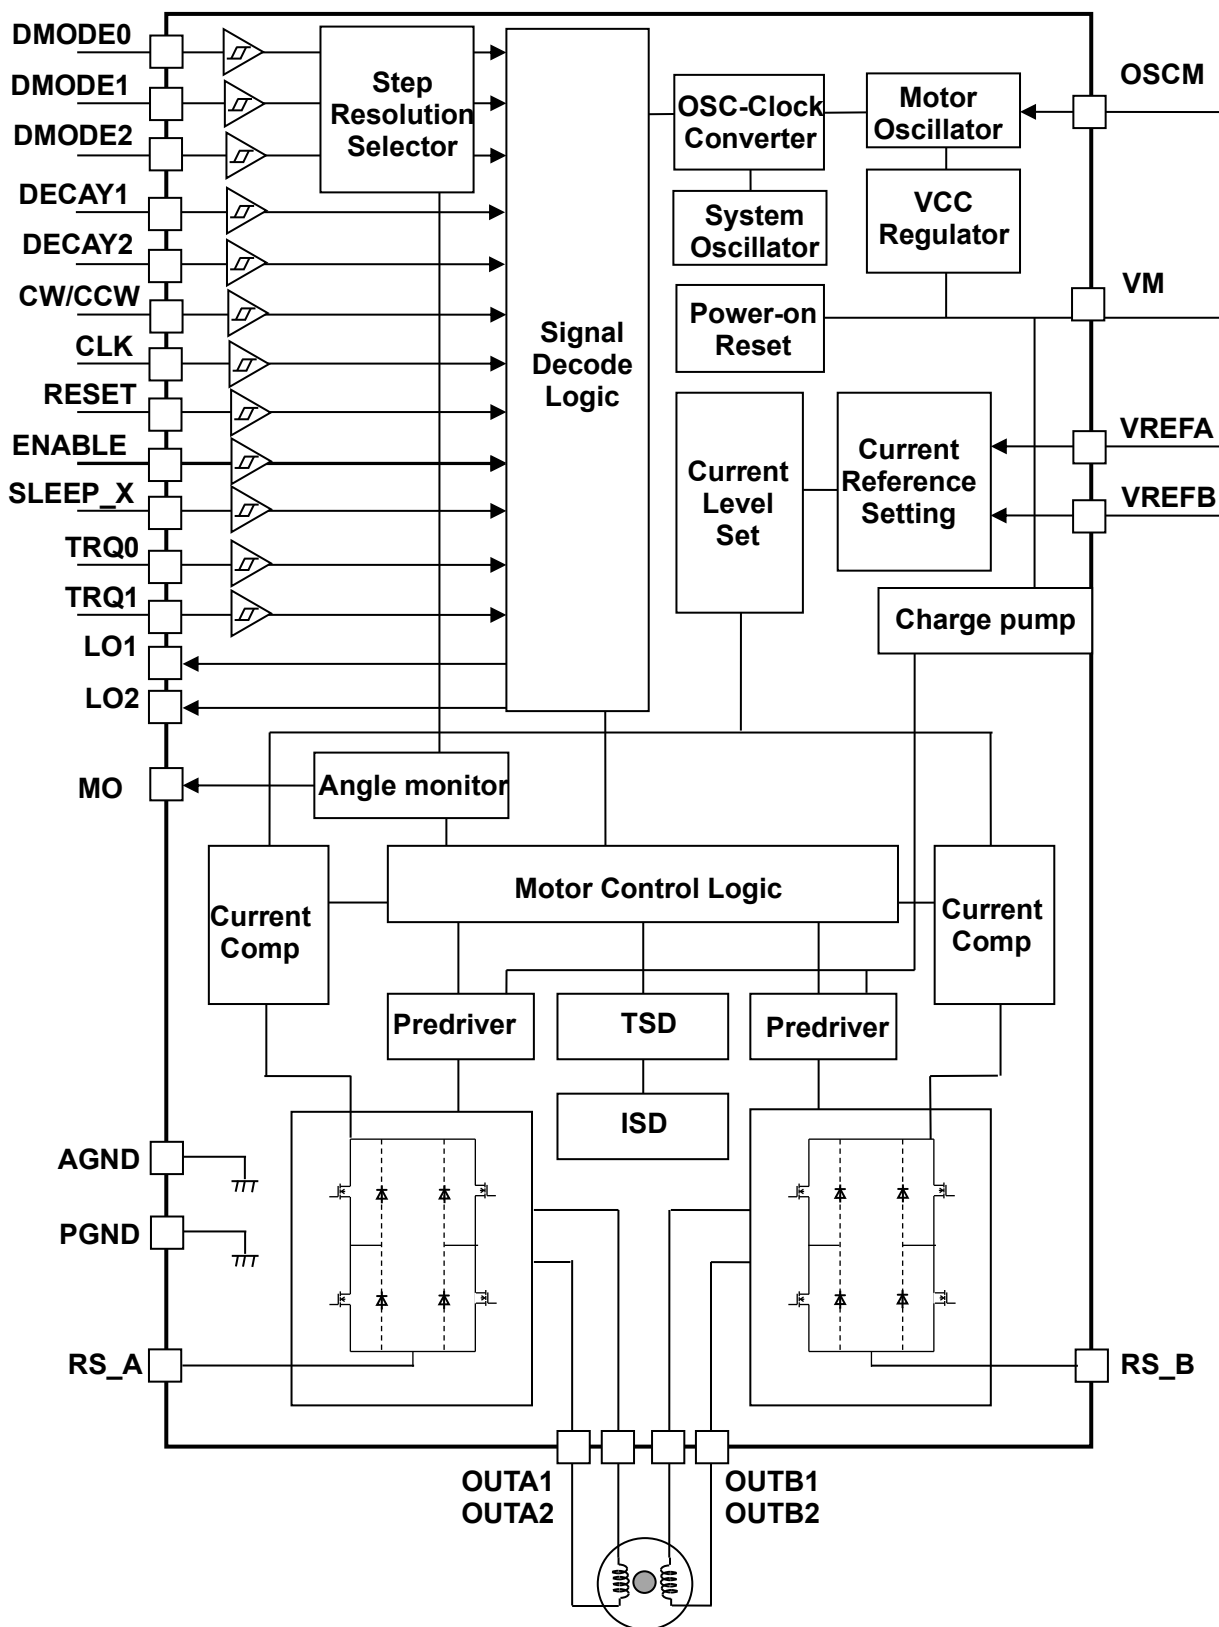 DMODE0
DMODE1
DMODE2
DECAY1
DECAY2
CW/CCW
CLK
RESET
ENABLE
SLEEP_X
TRQ0
TRQ1
LO1
LO2
MO
AGND
PGND
RS_A
Step
Resolution
Selector
Signal
Decode
Logic
OSC-Clock
Converter
Motor
Oscillator
System
Oscillator
VCC
Regulator
Power-on
Reset
Current
Level
Set
Current
Reference
Setting
Charge pump
OSCM
VM
VREFA
VREFB
Angle monitor
Motor Control Logic
Current
Comp
Current
Comp
Predriver
TSD
Predriver
ISD
RS_B
OUTA1
OUTA2
OUTB1
OUTB2